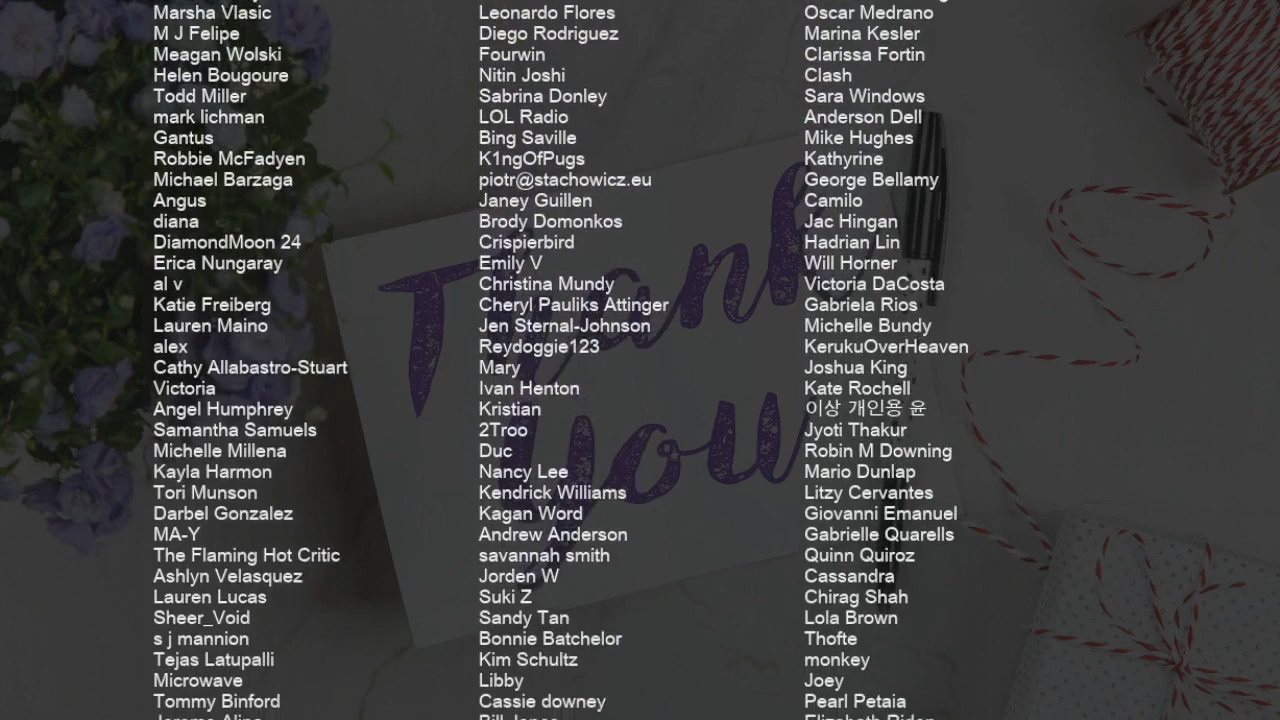 Marsha Vlasic
M J Felipe
Meagan Wolski
Helen Bougoure
Todd Miller
mark lichman
Gantus
Robbie McFadyen
Michael Barzaga
Angus
diana
DiamondMoon 24
Erica Nungaray
al v
Katie Freiberg
Lauren Maino
alex
Cathy Allabastro-Stuart
Victoria
Angel Humphrey
Samantha Samuels
Michelle Millena
Kayla Harmon
Tori Munson
Darbel Gonzalez
MA-Y
The Flaming Hot Critic
Ashlyn Velasquez
Lauren Lucas
Sheer_Void
s j mannion
Tejas Latupalli
Microwave
Tommy Binford
Leonardo Flores
Diego Rodriguez
Fourwin
Nitin Joshi
Sabrina Donley
LOL Radio
Bing Saville
K1ngOfPugs
piotr@stachowicz.eu
Janey Guillen
Brody Domonkos
Crispierbird
Emily V
Christina Mundy
Cheryl Pauliks Attinger
Jen Sternal-Johnson
Reydoggie123
Mary
Ivan Henton
Kristian
2Troo
Duc
Nancy Lee
Kendrick Williams
Kagan Word
Andrew Anderson
savannah smith
Jorden W
Suki Z
Sandy Tan
Bonnie Batchelor
Kim Schultz
Libby
Cassie downey
Oscar Medrano
Marina Kesler
Clarissa Fortin
Clash
Sara Windows
Anderson Dell
Mike Hughes
Kathyrine
George Bellamy
Camilo
Jac Hingan
Hadrian Lin
Will Horner
Victoria DaCosta
Gabriela Rios
Michelle Bundy
KerukuOverHeaven
Joshua King
Kate Rochell
이상 개인용 윤
Jyoti Thakur
Robin M Downing
Mario Dunlap
Litzy Cervantes
Giovanni Emanuel
Gabrielle Quarells
Quinn Quiroz
Cassandra
Chirag Shah
Lola Brown
Thofte
monkey
Joey
Pearl Petaia
Thank
you